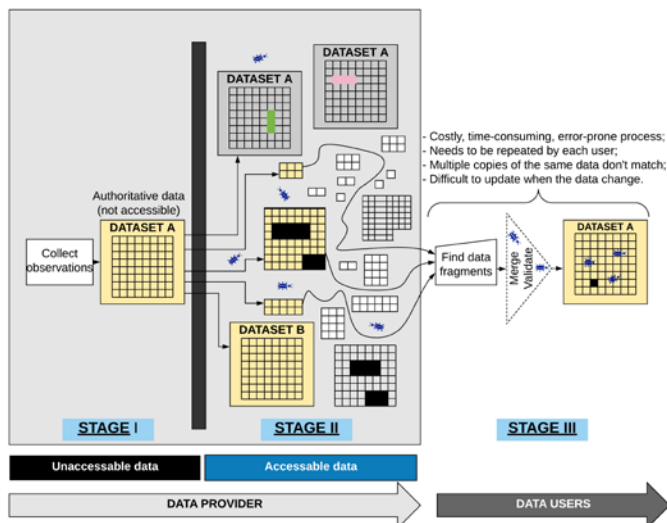 DATASET A
DATASET A
- Costly, time-consuming, error-prone process;
- Needs to be repeated by each user;
- Multiple copies of the same data don't match;
- Difficult to update when the data change.
Authoritative data
(not accessible)
DATASET A
Collect
observations
DATASET B
Find data
fragments
Merge
Validate
DATASET A
STAGE I
STAGE II
STAGE III
Unaccessable data
Accessable data
DATA PROVIDER
DATA USERS